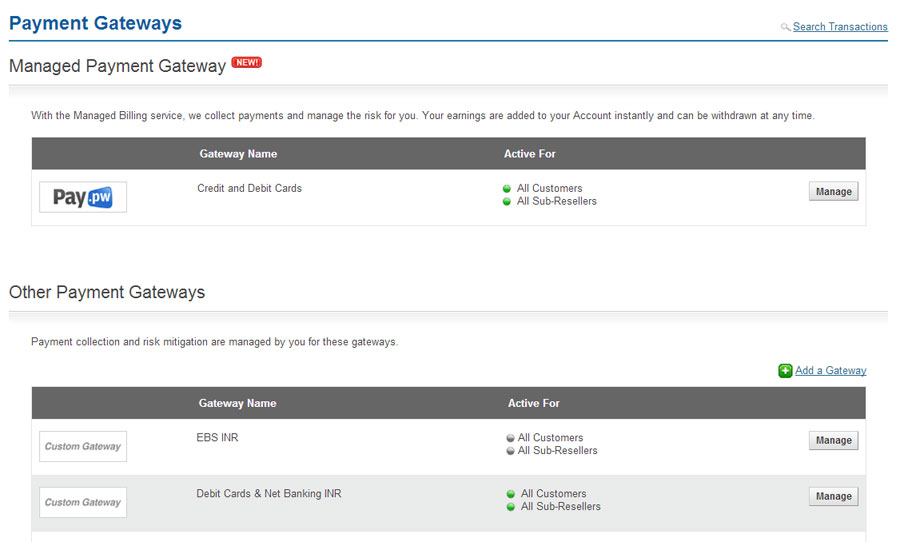 Payment Gateways
Search Transactions
Managed Payment Gateway NEW!
With the Managed Billing service, we collect payments and manage the risk for you. Your earnings are added to your Account instantly and can be withdrawn at any time.
Gateway Name Active For
Pay.pw Credit and Debit Cards All Customers Manage
All Sub-Resellers
Other Payment Gateways
Payment collection and risk mitigation are managed by you for these gateways.
Add a Gateway
Gateway Name Active For
Custom Gateway EBS INR All Customers Manage
All Sub-Resellers
Custom Gateway Debit Cards & Net Banking INR All Customers Manage
All Sub-Resellers